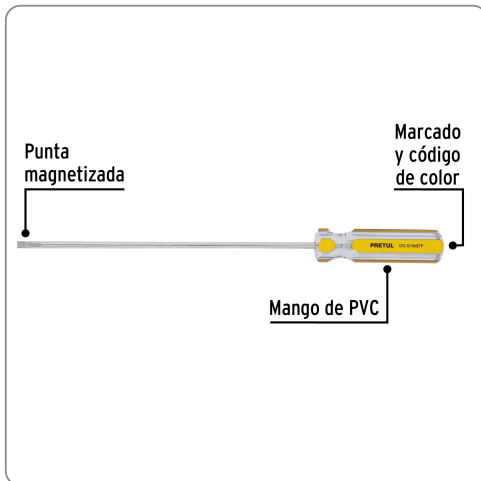 Punta
magnetizada
Marcado
y código
de color
PRETUL
Mango de PVC